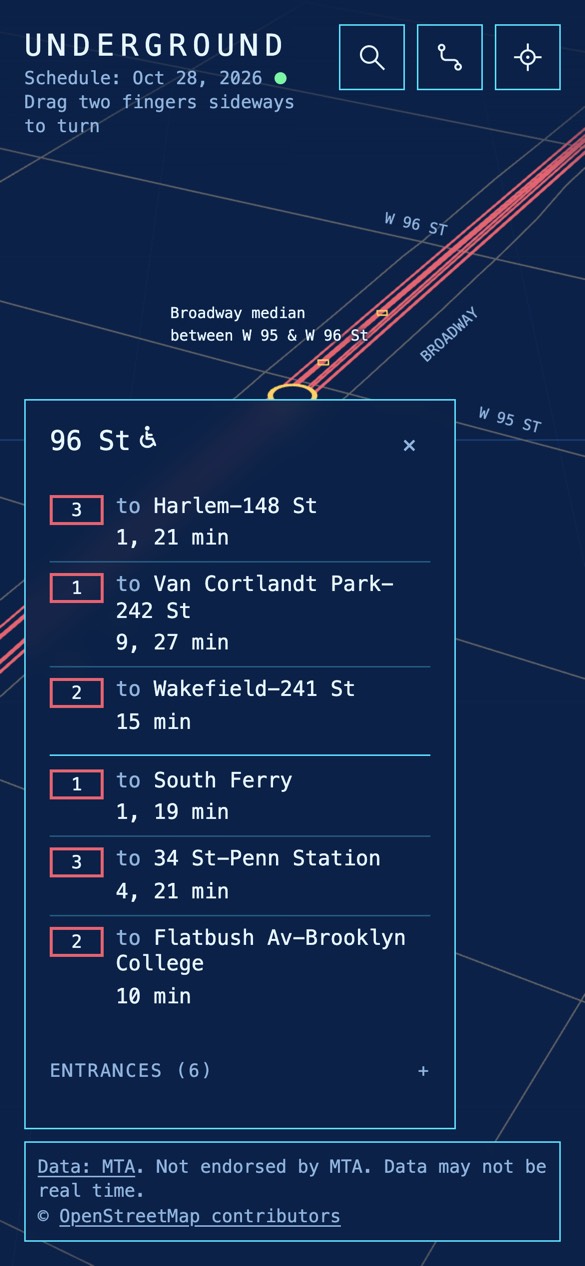 UNDERGROUND
Schedule: Oct 28, 2026
Drag two fingers sideways
to turn
W 96 ST
Broadway median
between W 95 & W 96 St
BROADWAY
W 95 ST
96 St
×
3 to Harlem–148 St
1, 21 min
1 to Van Cortlandt Park–
242 St
9, 27 min
2 to Wakefield–241 St
15 min
1 to South Ferry
1, 19 min
3 to 34 St–Penn Station
4, 21 min
2 to Flatbush Av–Brooklyn
College
10 min
ENTRANCES (6) +
Data: MTA. Not endorsed by MTA. Data may not be
real time.
© OpenStreetMap contributors